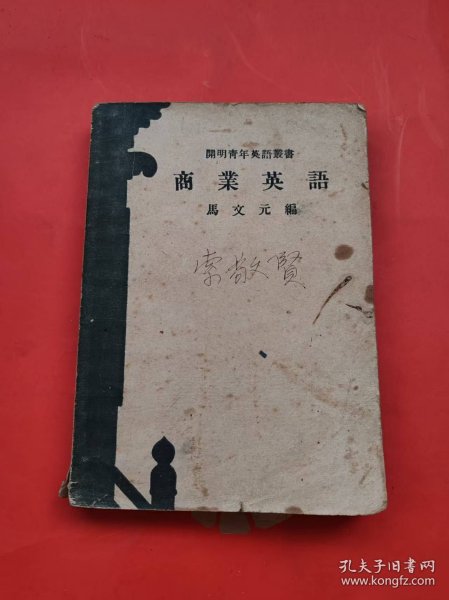 開明青年英語叢書
商業英語
馬文元編
索敬賢
孔夫子旧书网
www.kongfz.com